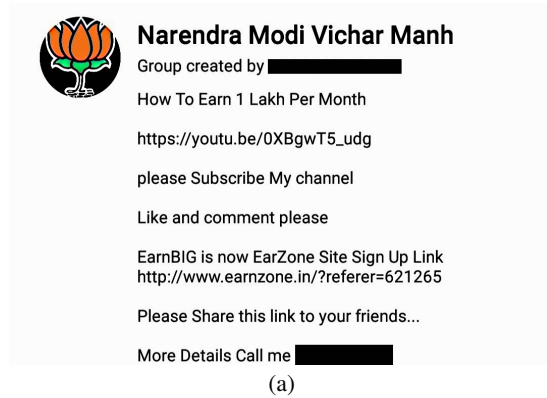 Narendra Modi Vichar Manh
Group created by
How To Earn 1 Lakh Per Month
https://youtu.be/0XBgwT5_udg
please Subscribe My channel
Like and comment please
EarnBIG is now EarZone Site Sign Up Link
http://www.earnzone.in/?referer=621265
Please Share this link to your friends...
More Details Call me
(a)